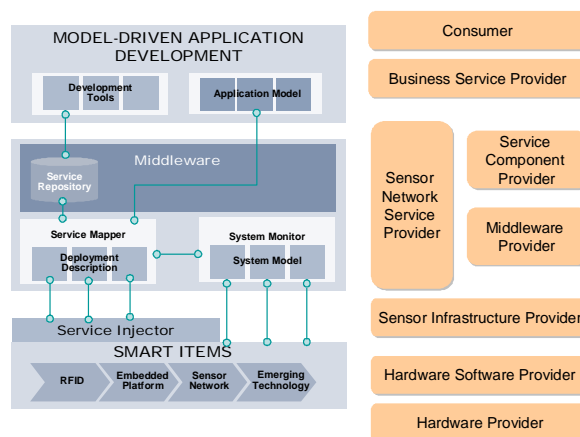 MODEL-DRIVEN APPLICATION
DEVELOPMENT
Development
Tools
Application Model
Middleware
Service
Repository
Service Mapper
Deployment
Description
System Monitor
System Model
Service Injector
SMART ITEMS
RFID
Embedded
Platform
Sensor
Network
Emerging
Technology
Consumer
Business Service Provider
Sensor
Network
Service
Provider
Service
Component
Provider
Middleware
Provider
Sensor Infrastructure Provider
Hardware Software Provider
Hardware Provider